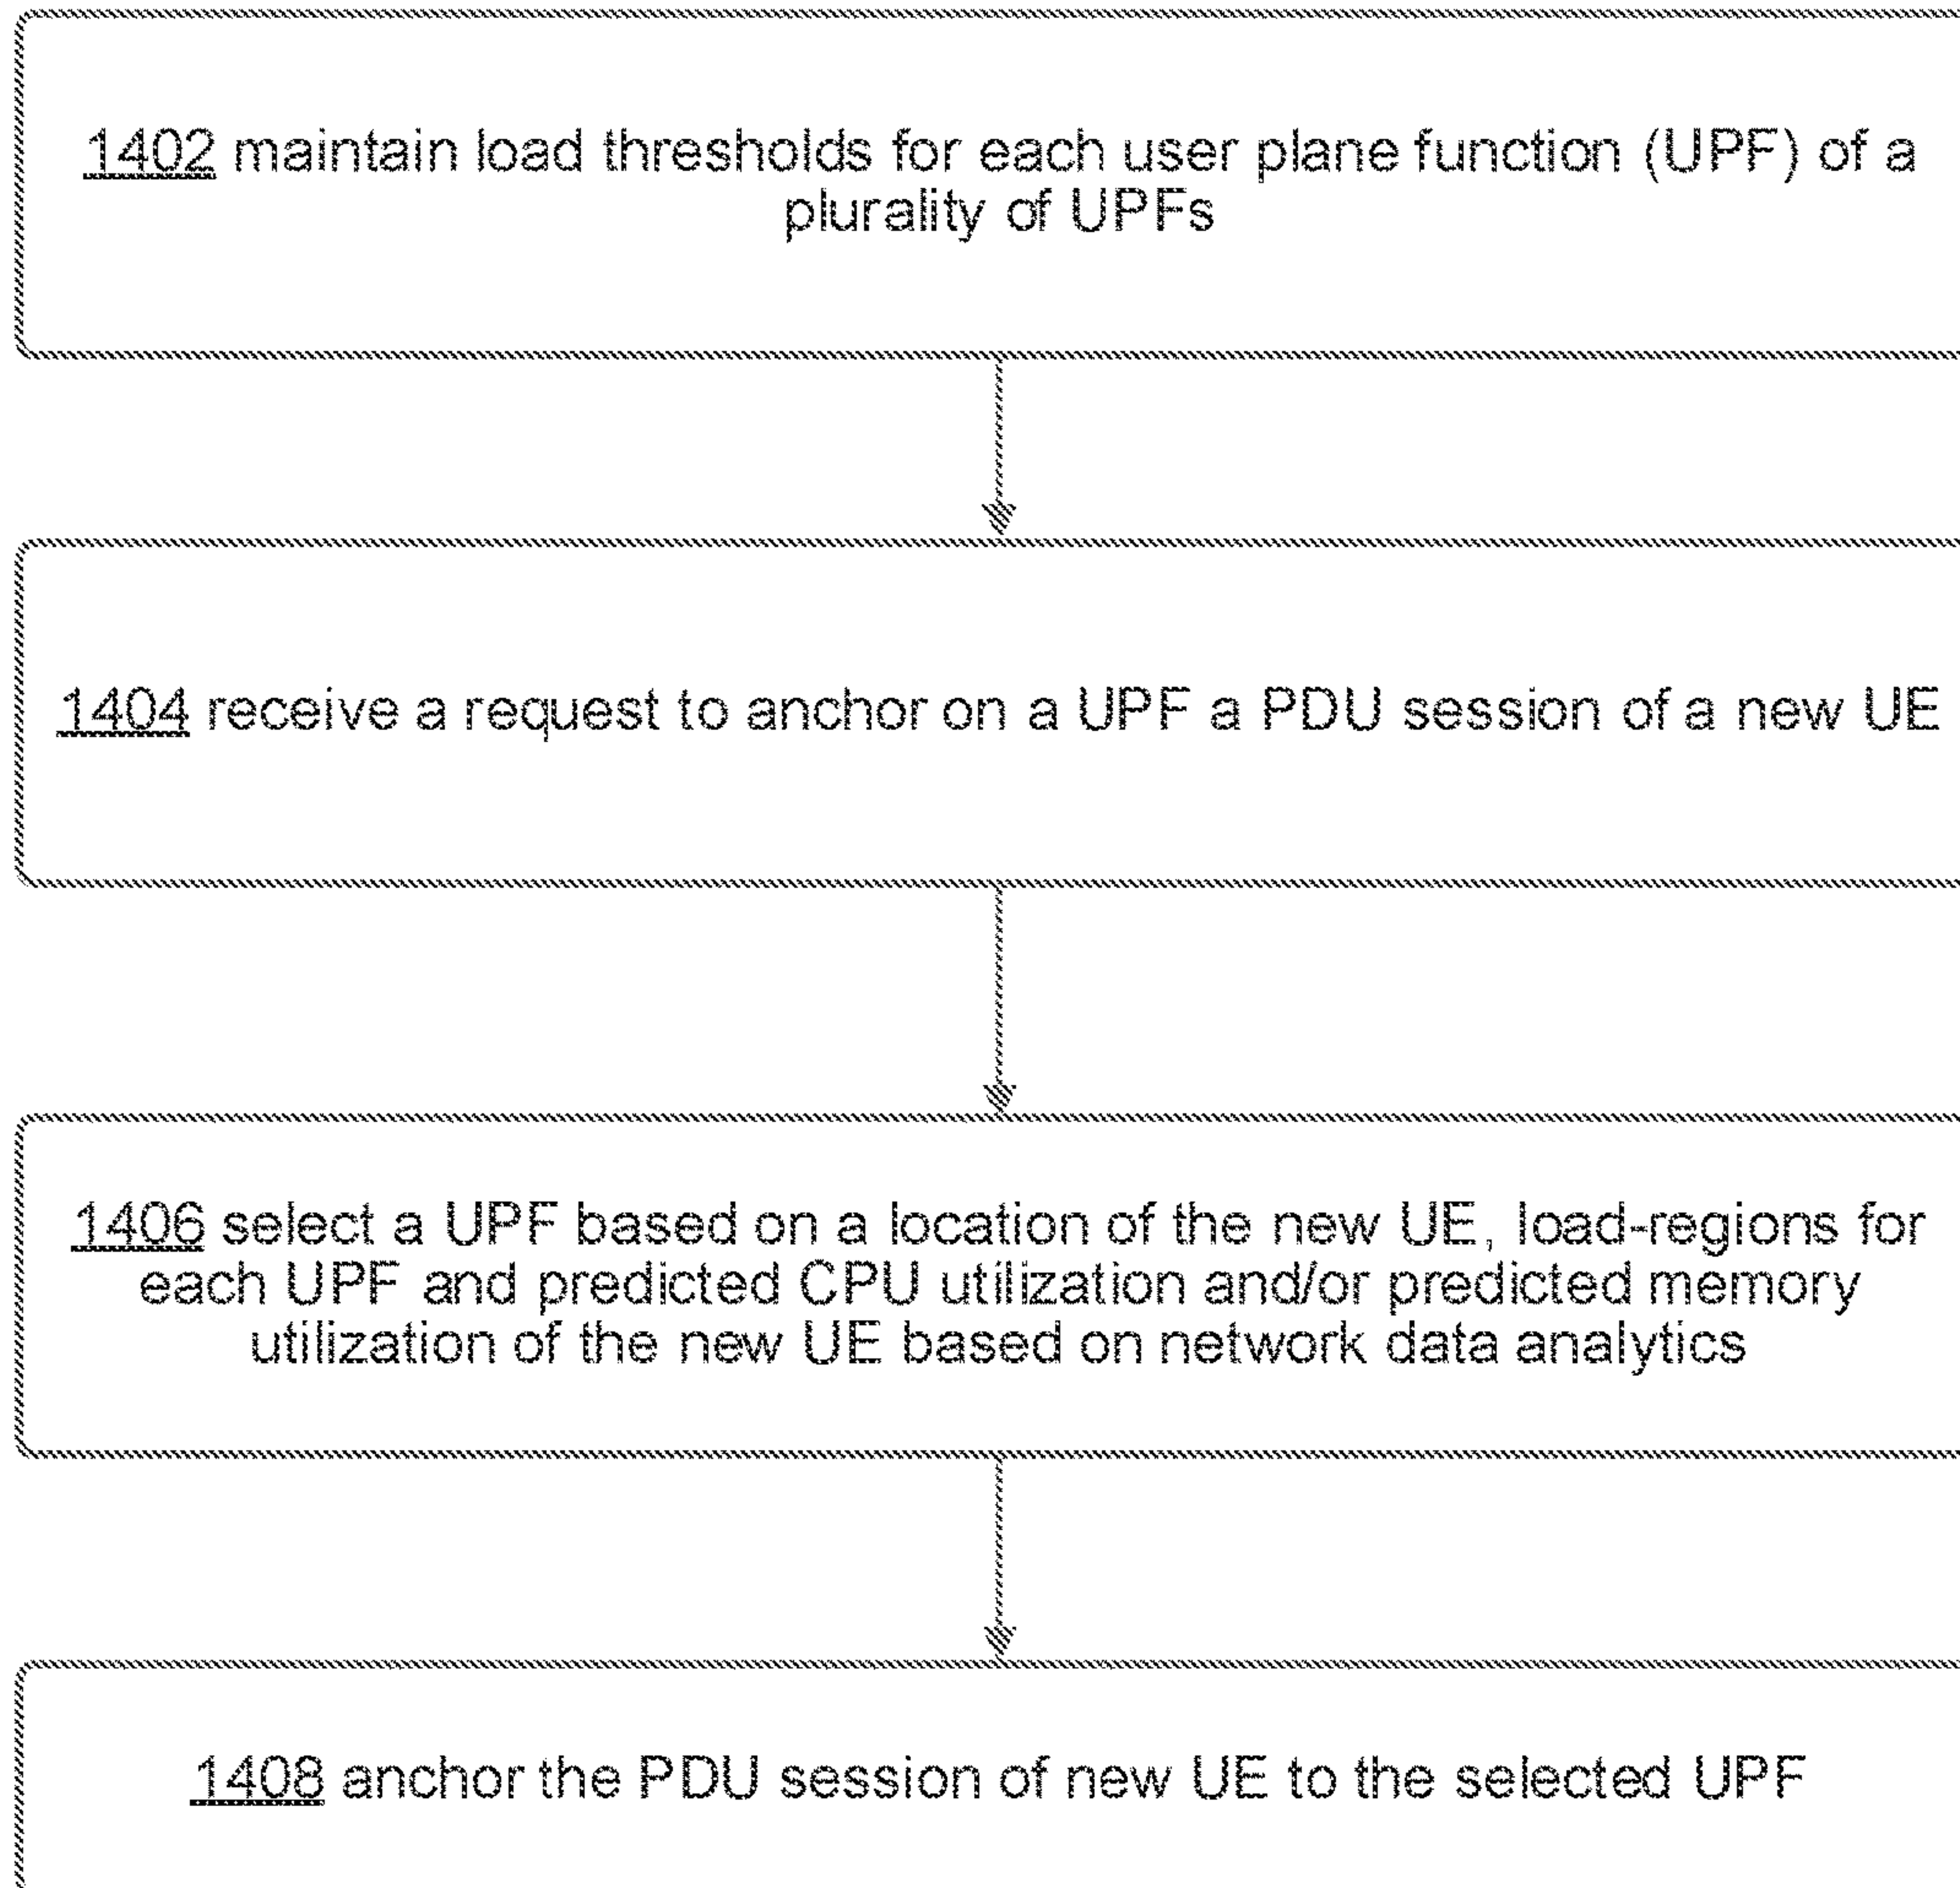 1402 maintain load thresholds for each user plane function (UPF) of a
plurality of UPFs
1404 receive a request to anchor on a UPF a PDU session of a new UE
1406 select a UPF based on a location of the new UE, load-regions for
each UPF and predicted CPU utilization and/or predicted memory
utilization of the new UE based on network data analytics
1408 anchor the PDU session of new UE to the selected UPF